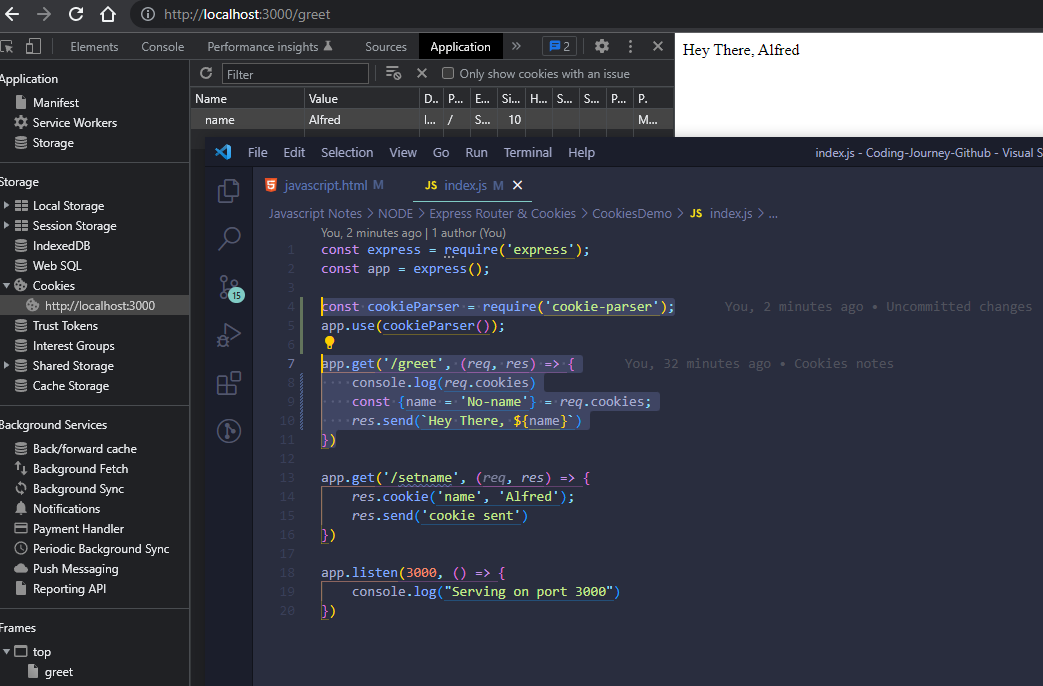 http://localhost:3000/greet
Elements Console Performance insights Sources Application » 2
Filter Only show cookies with an issue
Name Value D.. P... E... Si... H... S... S... P... P.
name Alfred l... / S... 10 M...
Hey There, Alfred
Application
Manifest
Service Workers
Storage
Storage
Local Storage
Session Storage
IndexedDB
Web SQL
Cookies
http://localhost:3000
Trust Tokens
Interest Groups
Shared Storage
Cache Storage
Background Services
Back/forward cache
Background Fetch
Background Sync
Notifications
Payment Handler
Periodic Background Sync
Push Messaging
Reporting API
Frames
top
greet
File Edit Selection View Go Run Terminal Help index.js - Coding-Journey-Github - Visual S
javascript.html M JS index.js M
Javascript Notes > NODE > Express Router & Cookies > CookiesDemo > JS index.js > ...
15
You, 2 minutes ago | 1 author (You)
1 const express = require('express');
2 const app = express();
3
4 const cookieParser = require('cookie-parser'); You, 2 minutes ago • Uncommitted changes
5 app.use(cookieParser());
6
7 app.get('/greet', (req, res) => { You, 32 minutes ago • Cookies notes
8 ····console.log(req.cookies)
9 ····const·{name·=·'No-name'}·=·req.cookies;
10 ····res.send(`Hey·There,·${name}`)
11 })
12
13 app.get('/setname', (req, res) => {
14 res.cookie('name', 'Alfred');
15 res.send('cookie sent')
16 })
17
18 app.listen(3000, () => {
19 console.log("Serving on port 3000")
20 })